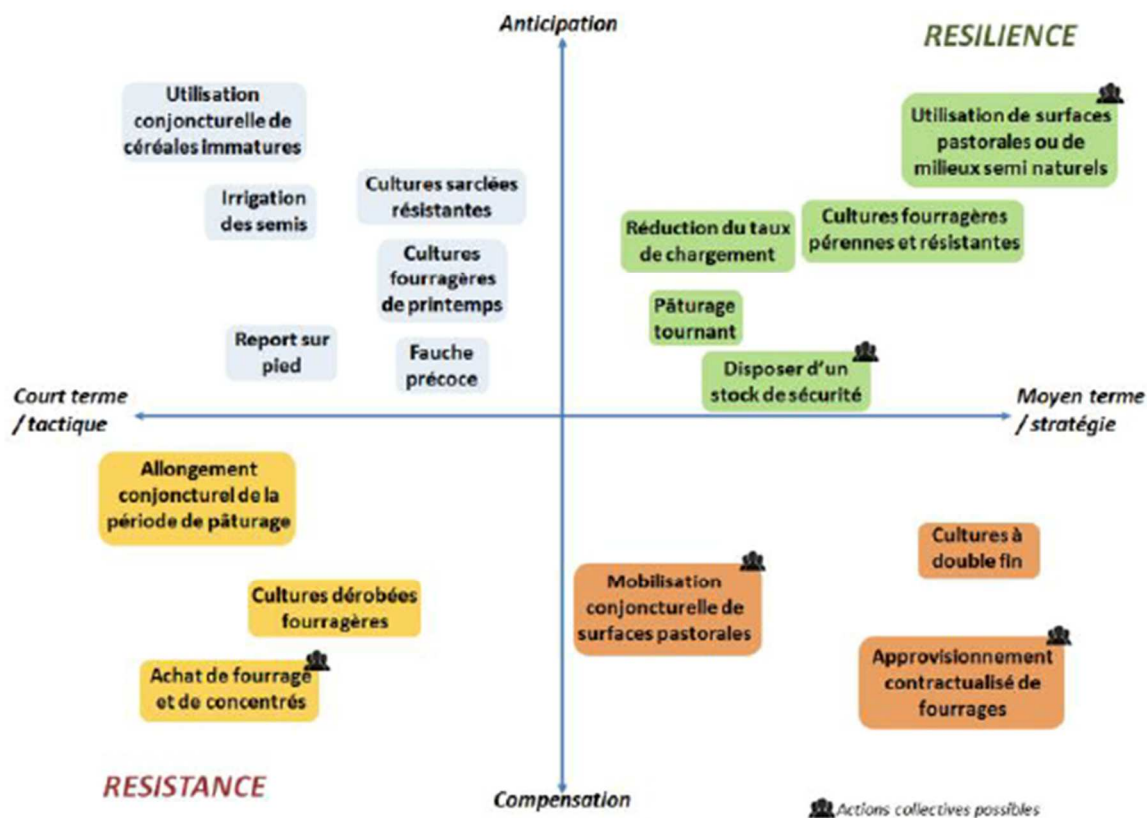 Anticipation
RESILIENCE
Utilisation
conjoncturelle de
céréales immatures
Irrigation
des semis
Cultures sarclées
résistantes
Cultures
fourragères
de printemps
Report sur
pied
Fauche
précoce
Utilisation de surfaces
pastorales ou de
milieux semi naturels
Réduction du taux
de chargement
Cultures fourragères
pérennes et résistantes
Pâturage
tournant
Disposer d'un
stock de sécurité
Court terme
/ tactique
Moyen terme
/ stratégie
Allongement
conjoncturel de la
période de pâturage
Cultures dérobées
fourragères
Achat de fourrage
et de concentrés
Mobilisation
conjoncturelle de
surfaces pastorales
Cultures à
double fin
Approvisionnement
contractualisé de
fourrages
RESISTANCE
Compensation
Actions collectives possibles